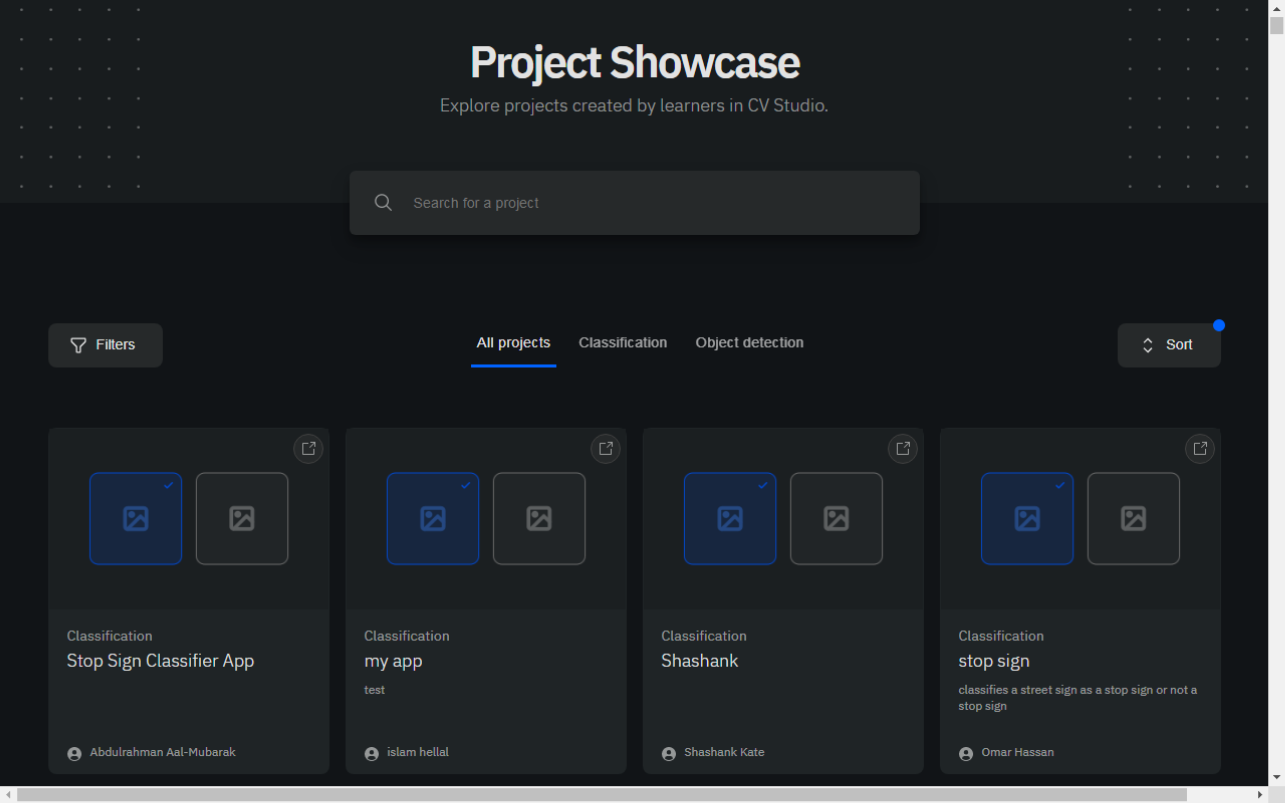 Project Showcase
Explore projects created by learners in CV Studio.
Search for a project
Filters
All projects
Classification
Object detection
Sort
Classification
Stop Sign Classifier App
Abdulrahman Aal-Mubarak
Classification
my app
test
islam hellal
Classification
Shashank
Shashank Kate
Classification
stop sign
classifies a street sign as a stop sign or not a
stop sign
Omar Hassan